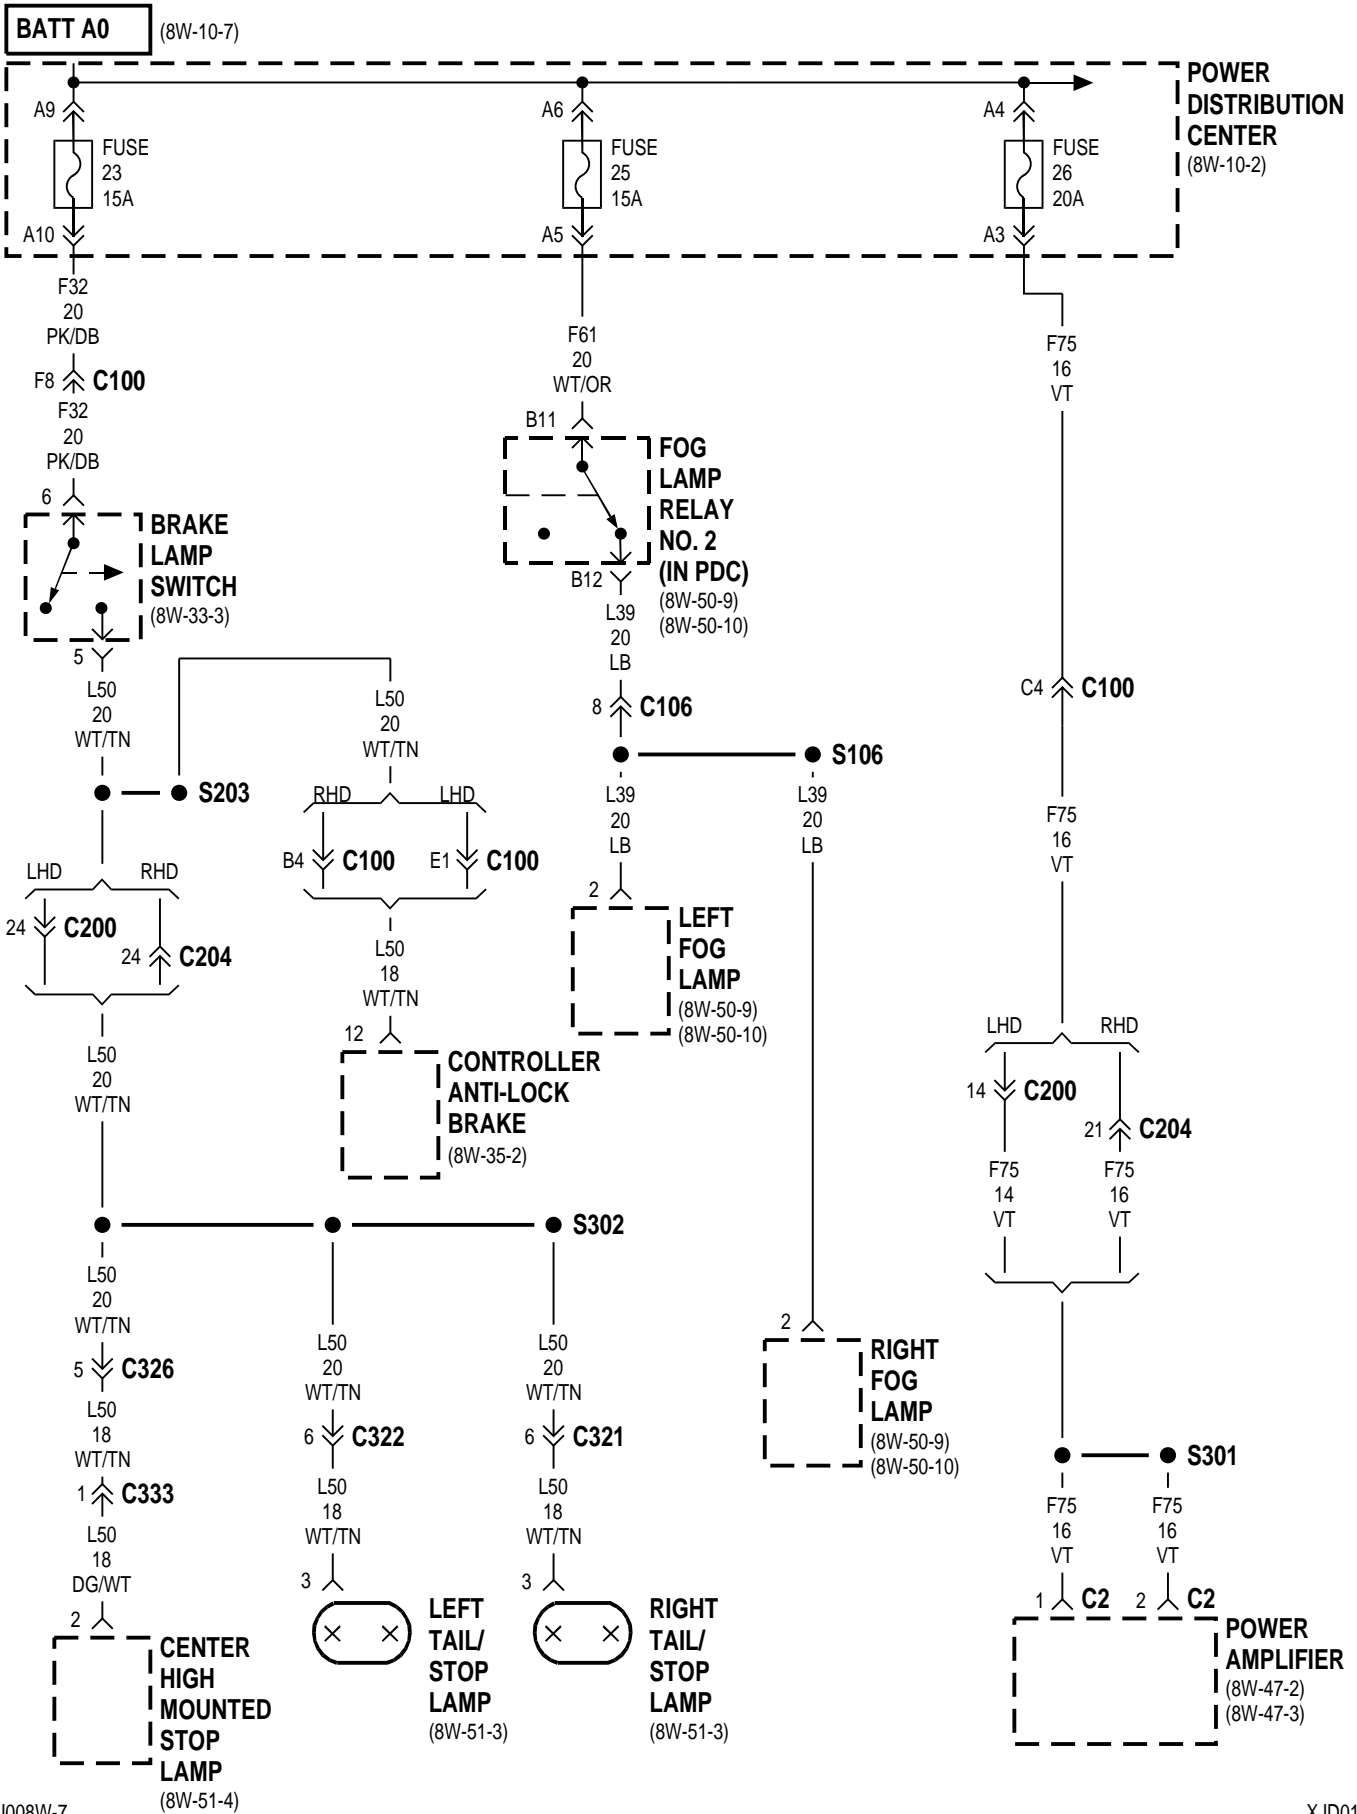 BATT A0
(8W-10-7)
POWER
DISTRIBUTION
CENTER
(8W-10-2)
A9
FUSE
23
15A
A10
A6
FUSE
25
15A
A5
A4
FUSE
26
20A
A3
F32
20
PK/DB
F8
C100
F32
20
PK/DB
6
BRAKE
LAMP
SWITCH
(8W-33-3)
5
L50
20
WT/TN
S203
L50
20
WT/TN
RHD
LHD
B4
C100
E1
C100
L50
18
WT/TN
12
CONTROLLER
ANTI-LOCK
BRAKE
(8W-35-2)
LHD
RHD
24
C200
24
C204
L50
20
WT/TN
S302
L50
20
WT/TN
5
C326
L50
18
WT/TN
1
C333
L50
18
DG/WT
2
CENTER
HIGH
MOUNTED
STOP
LAMP
(8W-51-4)
L50
20
WT/TN
6
C322
L50
18
WT/TN
3
LEFT
TAIL/
STOP
LAMP
(8W-51-3)
L50
20
WT/TN
6
C321
L50
18
WT/TN
3
RIGHT
TAIL/
STOP
LAMP
(8W-51-3)
F61
20
WT/OR
B11
FOG
LAMP
RELAY
NO. 2
(IN PDC)
(8W-50-9)
(8W-50-10)
B12
L39
20
LB
8
C106
S106
L39
20
LB
2
LEFT
FOG
LAMP
(8W-50-9)
(8W-50-10)
L39
20
LB
2
RIGHT
FOG
LAMP
(8W-50-9)
(8W-50-10)
F75
16
VT
C4
C100
F75
16
VT
LHD
RHD
14
C200
21
C204
F75
14
VT
F75
16
VT
S301
F75
16
VT
F75
16
VT
1
C2
2
C2
POWER
AMPLIFIER
(8W-47-2)
(8W-47-3)
J008W-7
XJD01